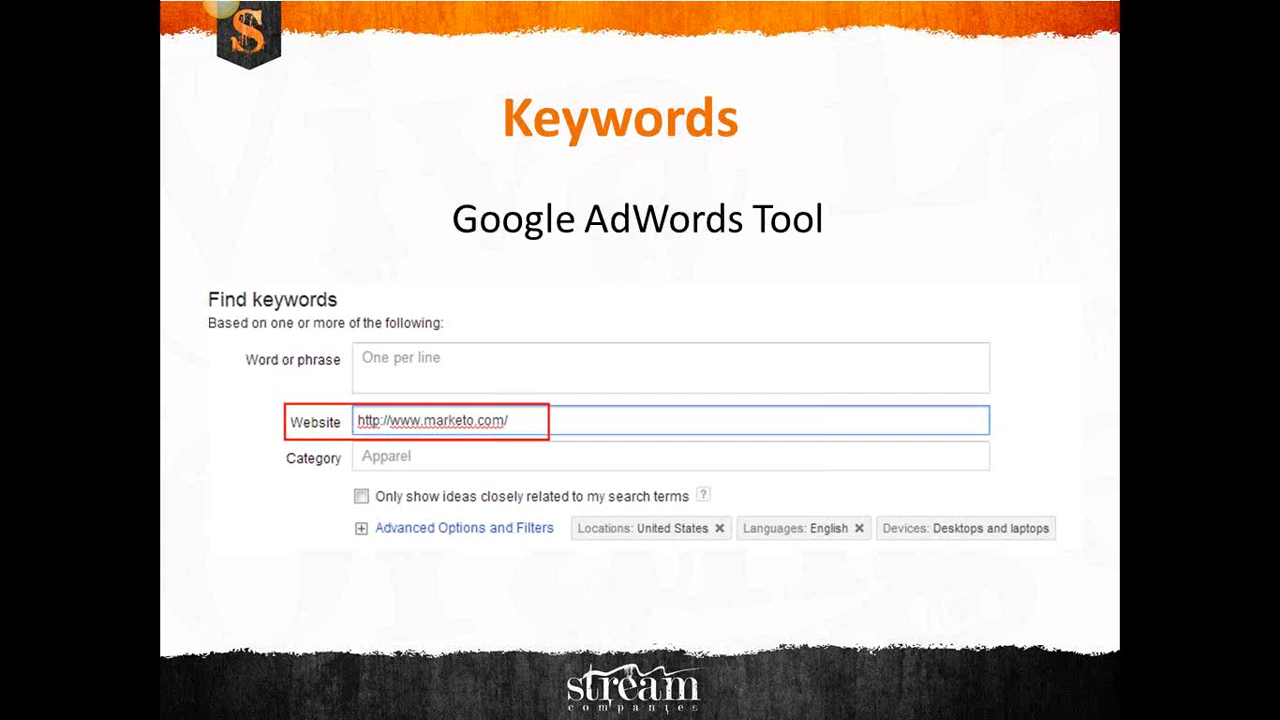 S
Keywords
Google AdWords Tool
Find keywords
Based on one or more of the following:
Word or phrase One per line
Website http://www.marketo.com/
Category Apparel
Only show ideas closely related to my search terms ?
Advanced Options and Filters Locations: United States × Languages: English × Devices: Desktops and laptops
stream
companies